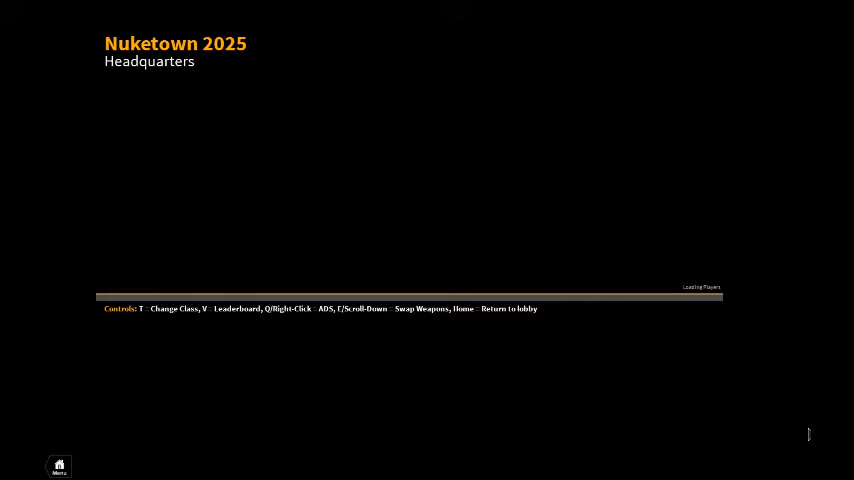 Nuketown 2025
Headquarters
Loading Players
Controls: T = Change Class, V = Leaderboard, Q/Right-Click = ADS, E/Scroll-Down = Swap Weapons, Home = Return to lobby
Menu